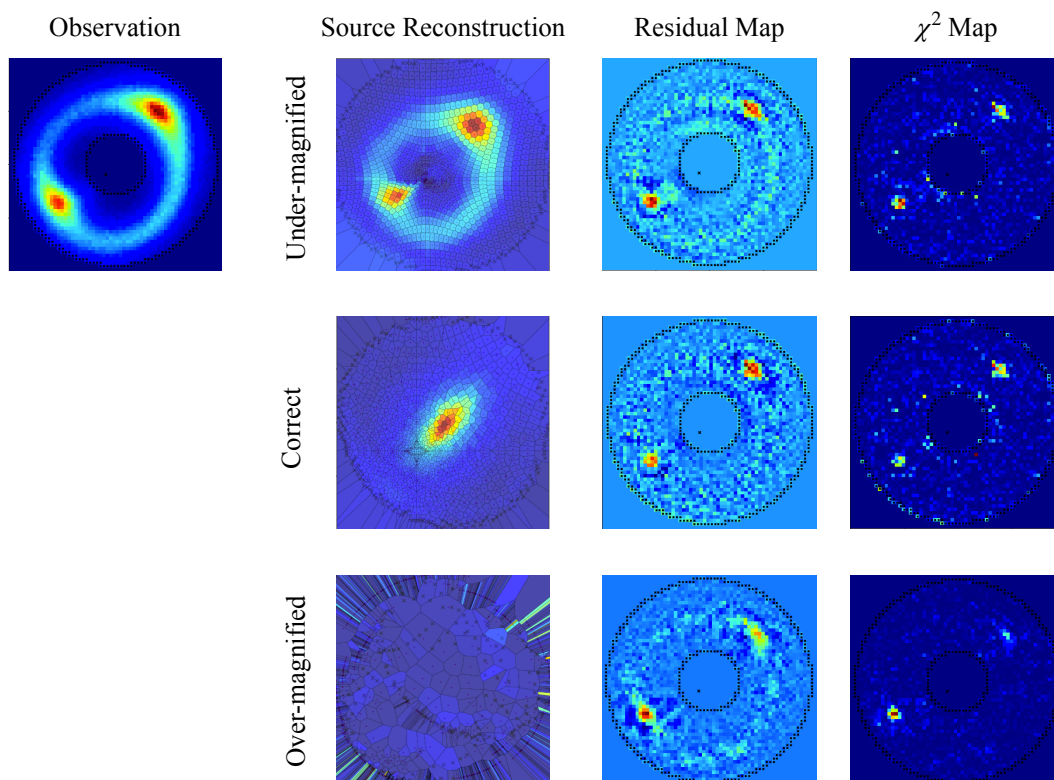 Observation
Source Reconstruction
Residual Map
χ² Map
Under-magnified
Correct
Over-magnified